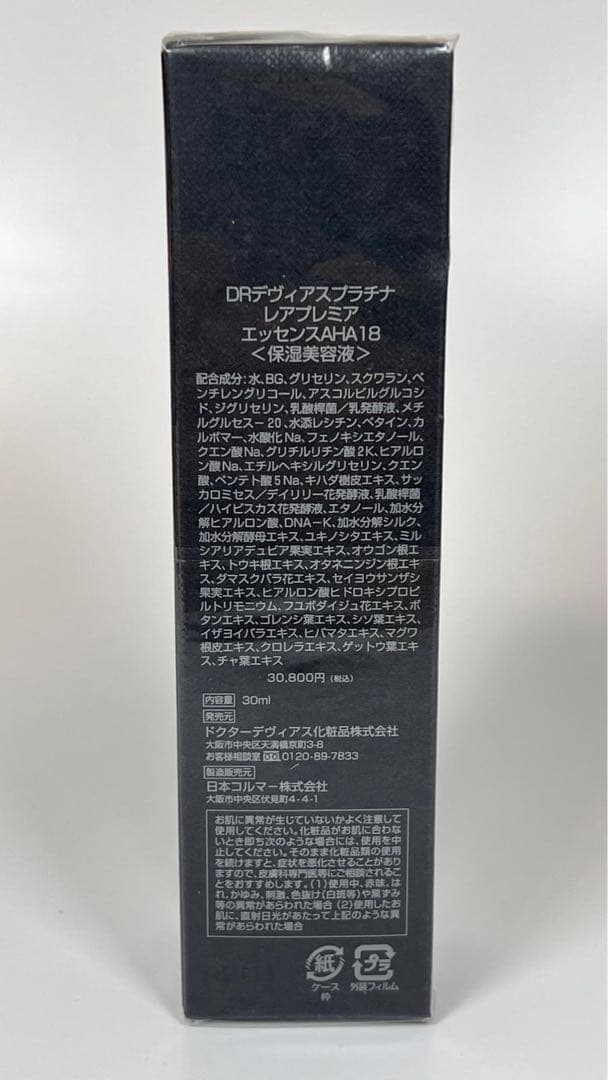 DRデヴィアスプラチナ
レアプレミア
エッセンスAHA18
＜保湿美容液＞
配合成分：水、BG、グリセリン、スクワラン、ペ
ンチレングリコール、アスコルビルグルコシ
ド、ジグリセリン、乳酸桿菌／乳発酵液、メチ
ルグルセス－20、水添レシチン、ベタイン、カ
ルボマー、水酸化Na、フェノキシエタノール、
クエン酸Na、グリチルリチン酸2K、ヒアルロ
ン酸Na、エチルヘキシルグリセリン、クエン
酸、ペンテト酸5Na、キハダ樹皮エキス、サッ
カロミセス／デイリリー花発酵液、乳酸桿菌
／ハイビスカス花発酵液、エタノール、加水分
解ヒアルロン酸、DNA－K、加水分解シルク、
加水分解酵母エキス、ユキノシタエキス、ミル
シアリアデュビア果実エキス、オウゴン根エ
キス、トウキ根エキス、オタネニンジン根エキ
ス、ダマスクバラ花エキス、セイヨウサンザシ
果実エキス、ヒアルロン酸ヒドロキシプロピ
ルトリモニウム、フユボダイジュ花エキス、ボ
タンエキス、ゴレンシ葉エキス、シソ葉エキス、
イザヨイバラエキス、ヒバマタエキス、マグワ
根皮エキス、クロレラエキス、ゲットウ葉エキ
ス、チャ葉エキス
30,800円（税込）
内容量 30ml
発売元
ドクターデヴィアス化粧品株式会社
大阪市中央区天満橋京町3-8
お客様相談室 0120-89-7833
製造販売元
日本コルマー株式会社
大阪市中央区伏見町4-4-1
お肌に異常が生じていないかよく注意して
使用してください。化粧品がお肌に合わな
いとき即ち次のような場合には、使用を中
止してください。そのまま化粧品類の使用
を続けますと、症状を悪化させることがあり
ますので、皮膚科専門医等にご相談されるこ
とをおすすめします。（1）使用中、赤味、は
れ、かゆみ、刺激、色抜け（白斑等）や黒ずみ
等の異常があらわれた場合（2）使用したお
肌に、直射日光があたって上記のような異
常があらわれた場合
紙 プラ
ケース 外装フィルム
枠